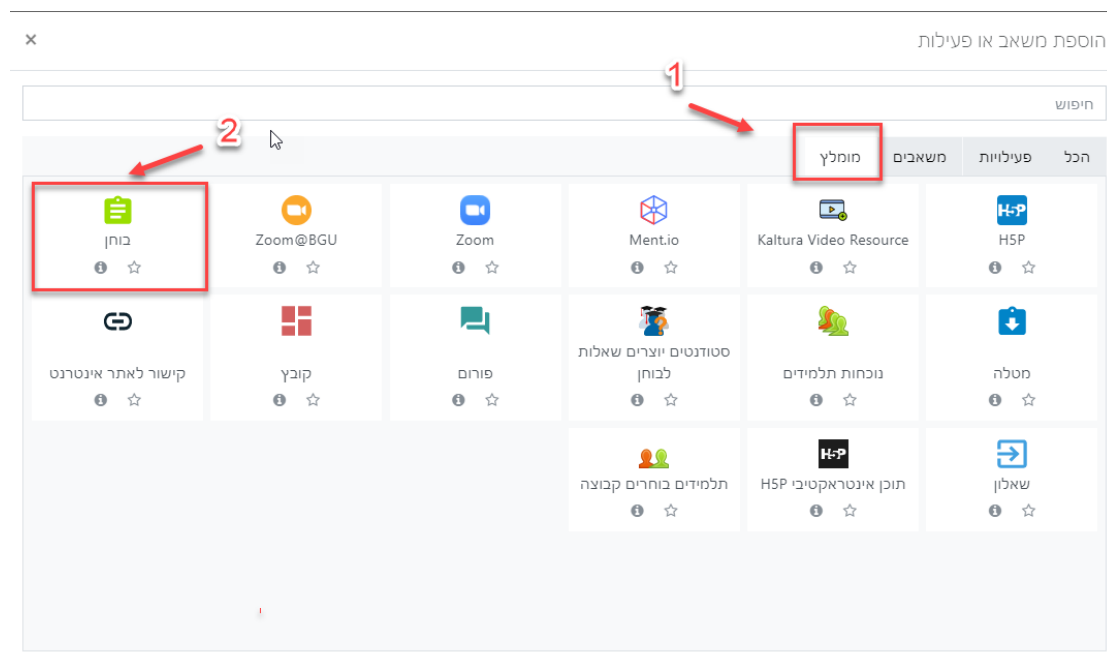 הוספת משאב או פעילות
×
1
חיפוש
2
הכל
פעילויות
משאבים
מומלץ
H5P
H5P
Kaltura Video Resource
Ment.io
Zoom
Zoom@BGU
בוחן
מטלה
נוכחות תלמידים
סטודנטים יוצרים שאלות
לבוחן
פורום
קובץ
קישור לאתר אינטרנט
שאלון
H5P
תוכן אינטראקטיבי H5P
תלמידים בוחרים קבוצה